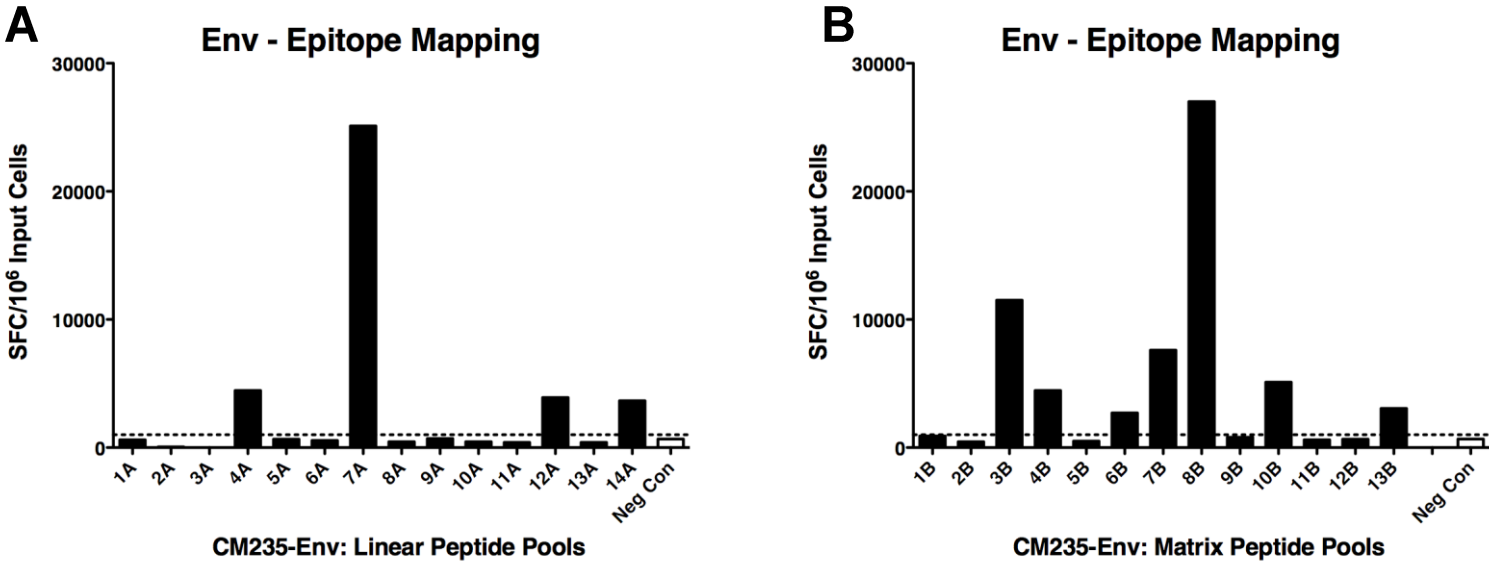 A
Env - Epitope Mapping
30000
20000
10000
0
SFC/10⁶ Input Cells
1A
2A
3A
4A
5A
6A
7A
8A
9A
10A
11A
12A
13A
14A
Neg Con
CM235-Env: Linear Peptide Pools
B
Env - Epitope Mapping
30000
20000
10000
0
SFC/10⁶ Input Cells
1B
2B
3B
4B
5B
6B
7B
8B
9B
10B
11B
12B
13B
Neg Con
CM235-Env: Matrix Peptide Pools